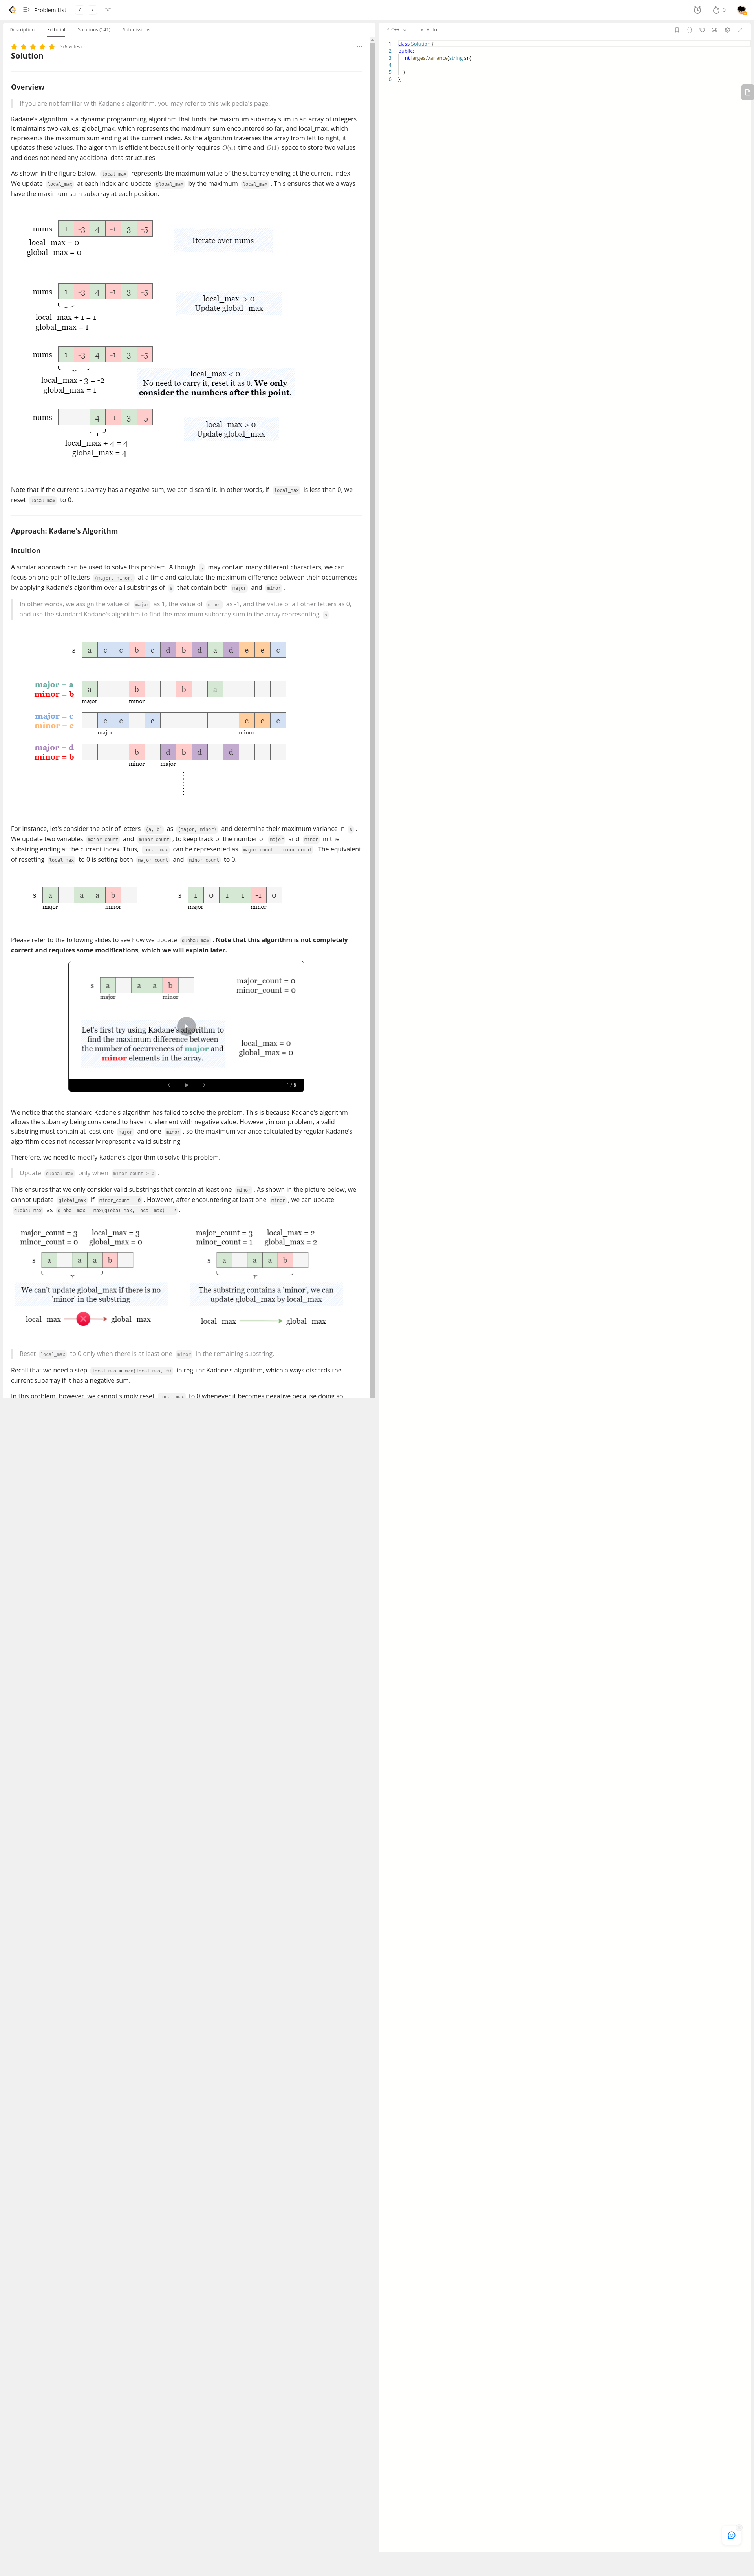 Problem List
0
Description
Editorial
Solutions (141)
Submissions
5 (6 votes)
Solution
Overview
If you are not familiar with Kadane's algorithm, you may refer to this wikipedia's page.
Kadane's algorithm is a dynamic programming algorithm that finds the maximum subarray sum in an array of integers.
It maintains two values: global_max, which represents the maximum sum encountered so far, and local_max, which
represents the maximum sum ending at the current index. As the algorithm traverses the array from left to right, it
updates these values. The algorithm is efficient because it only requires O(n) time and O(1) space to store two values
and does not need any additional data structures.
As shown in the figure below, local_max represents the maximum value of the subarray ending at the current index.
We update local_max at each index and update global_max by the maximum local_max . This ensures that we always
have the maximum sum subarray at each position.
nums 1 -3 4 -1 3 -5
local_max = 0
global_max = 0
Iterate over nums
nums 1 -3 4 -1 3 -5
local_max + 1 = 1
global_max = 1
local_max > 0
Update global_max
nums 1 -3 4 -1 3 -5
local_max - 3 = -2
global_max = 1
local_max < 0
No need to carry it, reset it as 0. We only
consider the numbers after this point.
nums 4 -1 3 -5
local_max + 4 = 4
global_max = 4
local_max > 0
Update global_max
Note that if the current subarray has a negative sum, we can discard it. In other words, if local_max is less than 0, we
reset local_max to 0.
Approach: Kadane's Algorithm
Intuition
A similar approach can be used to solve this problem. Although s may contain many different characters, we can
focus on one pair of letters (major, minor) at a time and calculate the maximum difference between their occurrences
by applying Kadane's algorithm over all substrings of s that contain both major and minor .
In other words, we assign the value of major as 1, the value of minor as -1, and the value of all other letters as 0,
and use the standard Kadane's algorithm to find the maximum subarray sum in the array representing s .
s a c c b c d b d a d e e c
major = a
minor = b
a b b a
major minor
major = c
minor = e
c c c e e c
major minor
major = d
minor = b
b d b d d
minor major
For instance, let's consider the pair of letters (a, b) as (major, minor) and determine their maximum variance in s .
We update two variables major_count and minor_count , to keep track of the number of major and minor in the
substring ending at the current index. Thus, local_max can be represented as major_count - minor_count . The equivalent
of resetting local_max to 0 is setting both major_count and minor_count to 0.
s a a a b
major minor
s 1 0 1 1 -1 0
major minor
Please refer to the following slides to see how we update global_max . Note that this algorithm is not completely
correct and requires some modifications, which we will explain later.
s a a a b
major minor
major_count = 0
minor_count = 0
Let's first try using Kadane's algorithm to
find the maximum difference between
the number of occurrences of major and
minor elements in the array.
local_max = 0
global_max = 0
1 / 8
We notice that the standard Kadane's algorithm has failed to solve the problem. This is because Kadane's algorithm
allows the subarray being considered to have no element with negative value. However, in our problem, a valid
substring must contain at least one major and one minor , so the maximum variance calculated by regular Kadane's
algorithm does not necessarily represent a valid substring.
Therefore, we need to modify Kadane's algorithm to solve this problem.
Update global_max only when minor_count > 0 .
This ensures that we only consider valid substrings that contain at least one minor . As shown in the picture below, we
cannot update global_max if minor_count = 0 . However, after encountering at least one minor , we can update
global_max as global_max = max(global_max, local_max) = 2 .
major_count = 3 local_max = 3
minor_count = 0 global_max = 0
s a a a b
We can't update global_max if there is no
'minor' in the substring
local_max global_max
major_count = 3 local_max = 2
minor_count = 1 global_max = 2
s a a a b
The substring contains a 'minor', we can
update global_max by local_max
local_max global_max
Reset local_max to 0 only when there is at least one minor in the remaining substring.
Recall that we need a step local_max = max(local_max, 0) in regular Kadane's algorithm, which always discards the
current subarray if it has a negative sum.
In this problem, however, we cannot simply reset local_max to 0 whenever it becomes negative because doing so
C++
Auto
1 class Solution {
2 public:
3 int largestVariance(string s) {
4
5 }
6 };